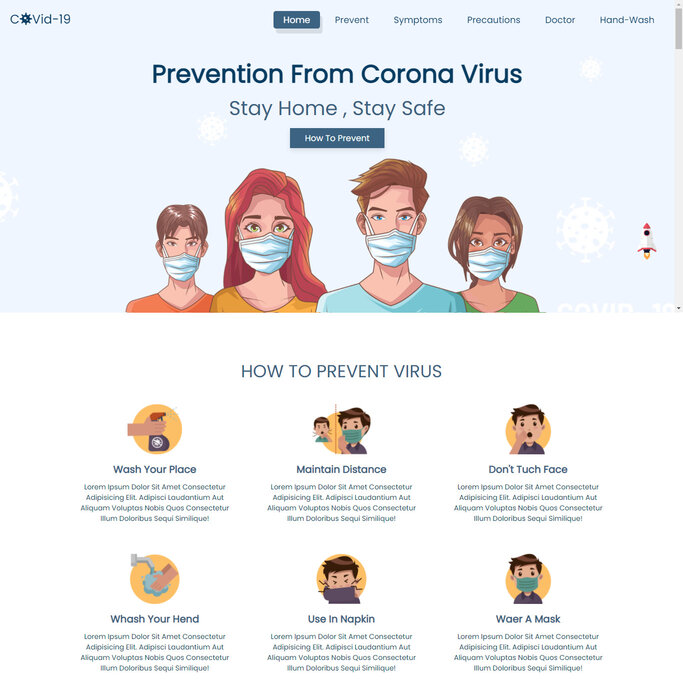 COVid-19
Home Prevent Symptoms Precautions Doctor Hand-Wash
Prevention From Corona Virus
Stay Home , Stay Safe
How To Prevent
COVID-19
HOW TO PREVENT VIRUS
Wash Your Place
Lorem Ipsum Dolor Sit Amet Consectetur
Adipisicing Elit. Adipisci Laudantium Aut
Aliquam Voluptas Nobis Quos Consectetur
Illum Doloribus Sequi Similique!
Maintain Distance
Lorem Ipsum Dolor Sit Amet Consectetur
Adipisicing Elit. Adipisci Laudantium Aut
Aliquam Voluptas Nobis Quos Consectetur
Illum Doloribus Sequi Similique!
Don't Tuch Face
Lorem Ipsum Dolor Sit Amet Consectetur
Adipisicing Elit. Adipisci Laudantium Aut
Aliquam Voluptas Nobis Quos Consectetur
Illum Doloribus Sequi Similique!
Whash Your Hend
Lorem Ipsum Dolor Sit Amet Consectetur
Adipisicing Elit. Adipisci Laudantium Aut
Aliquam Voluptas Nobis Quos Consectetur
Illum Doloribus Sequi Similique!
Use In Napkin
Lorem Ipsum Dolor Sit Amet Consectetur
Adipisicing Elit. Adipisci Laudantium Aut
Aliquam Voluptas Nobis Quos Consectetur
Illum Doloribus Sequi Similique!
Waer A Mask
Lorem Ipsum Dolor Sit Amet Consectetur
Adipisicing Elit. Adipisci Laudantium Aut
Aliquam Voluptas Nobis Quos Consectetur
Illum Doloribus Sequi Similique!